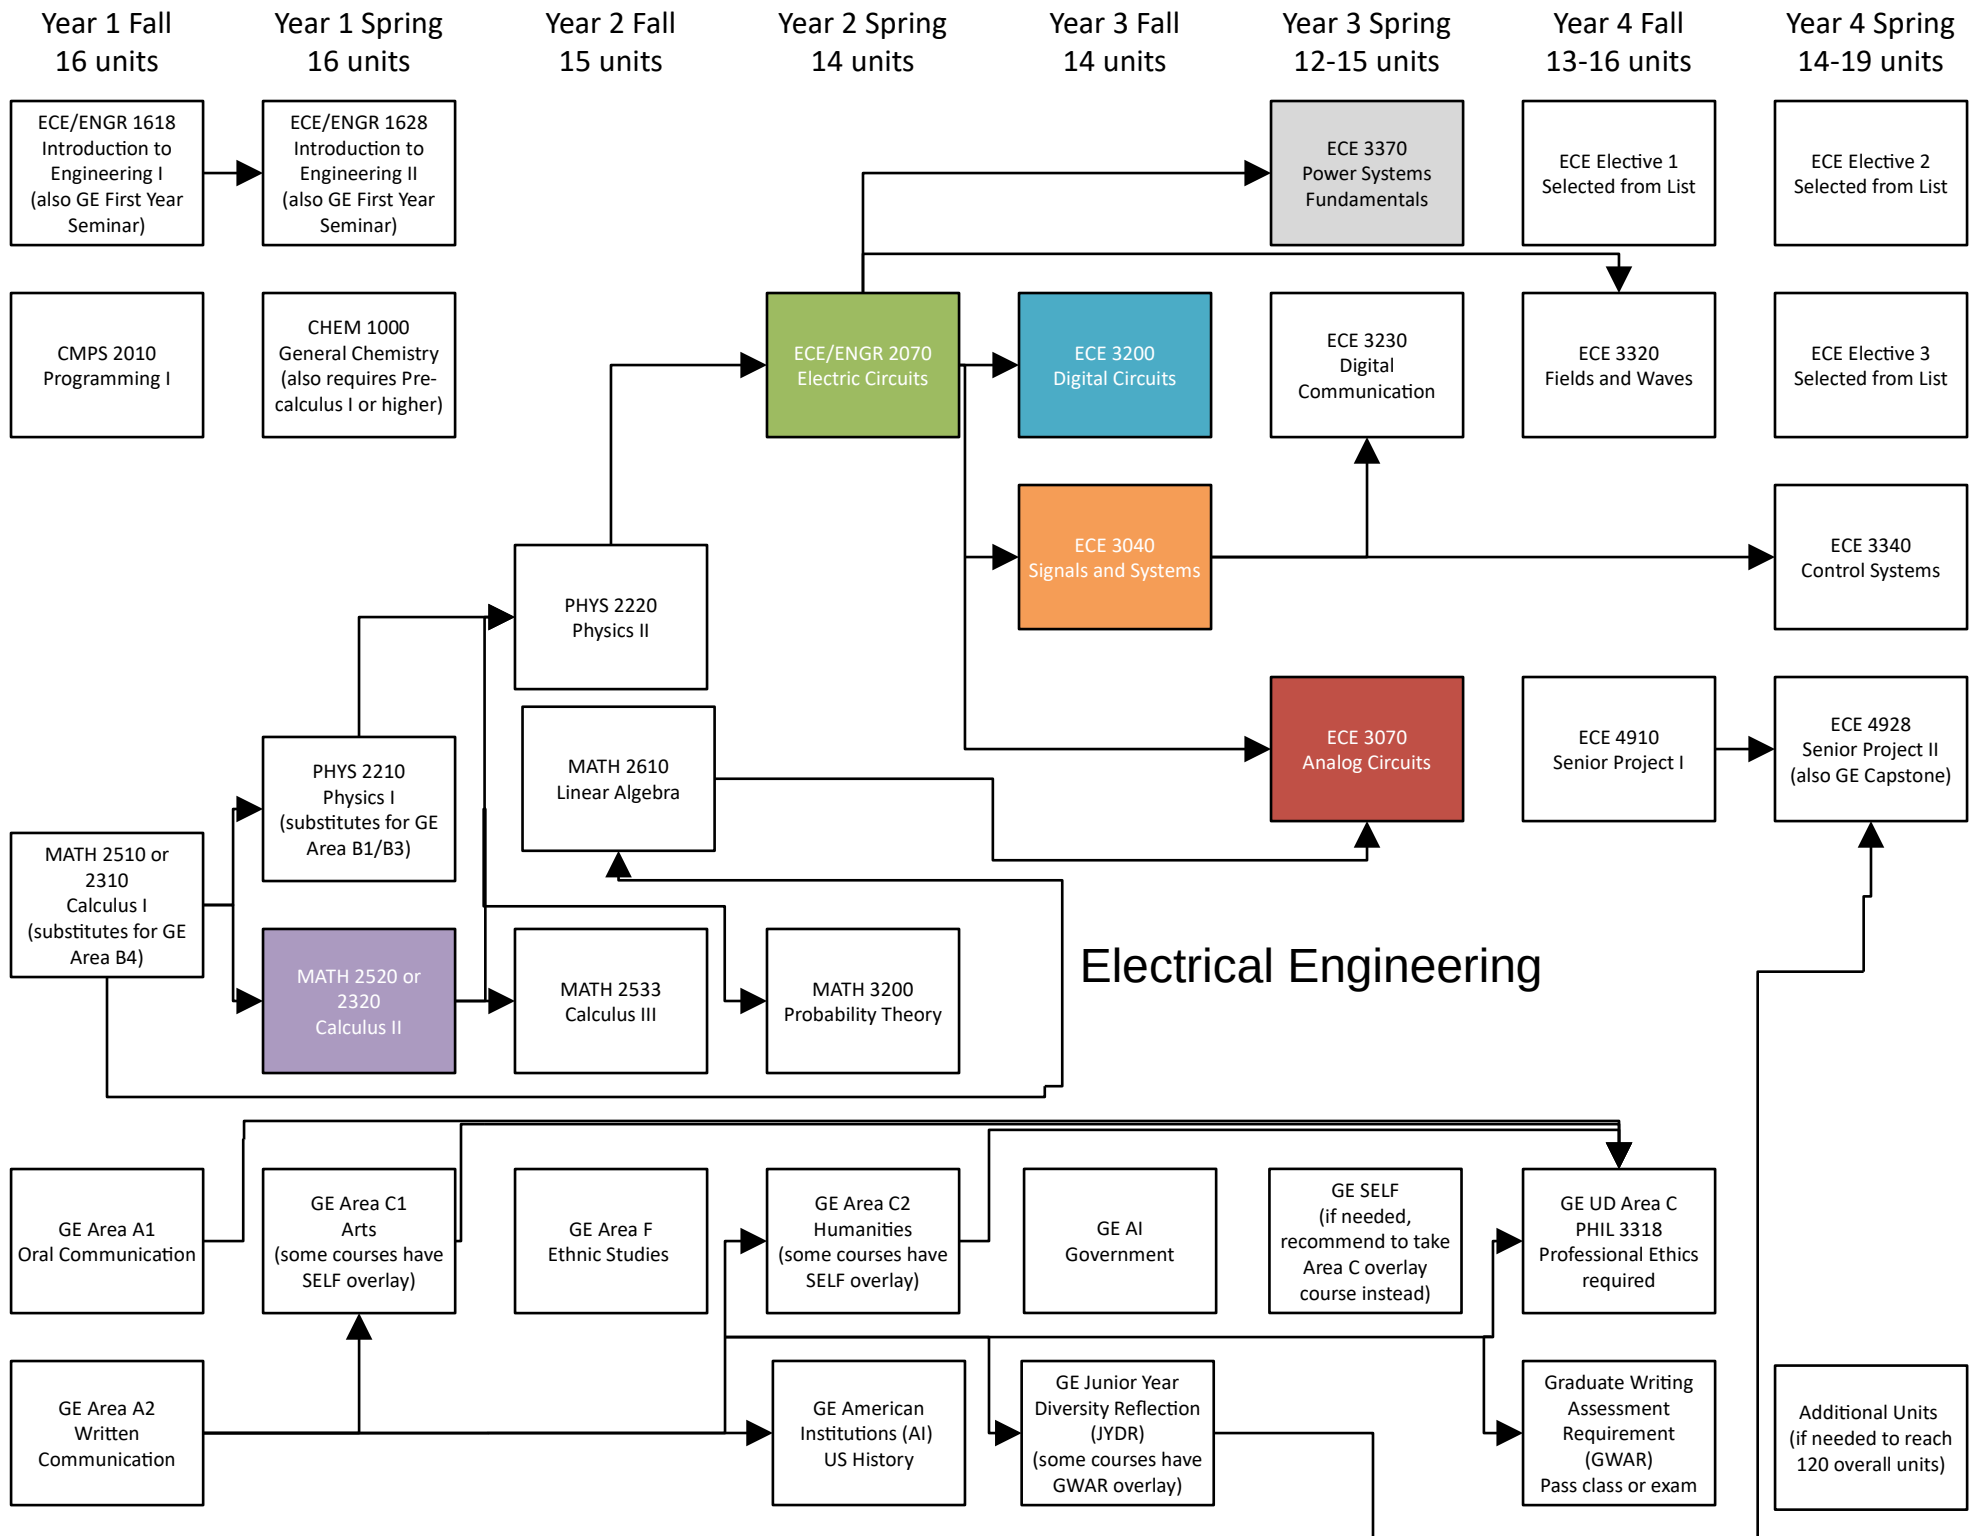 Year 1 Fall
16 units
Year 1 Spring
16 units
Year 2 Fall
15 units
Year 2 Spring
14 units
Year 3 Fall
14 units
Year 3 Spring
12-15 units
Year 4 Fall
13-16 units
Year 4 Spring
14-19 units
ECE/ENGR 1618
Introduction to
Engineering I
(also GE First Year
Seminar)
ECE/ENGR 1628
Introduction to
Engineering II
(also GE First Year
Seminar)
ECE 3370
Power Systems
Fundamentals
ECE Elective 1
Selected from List
ECE Elective 2
Selected from List
CMPS 2010
Programming I
CHEM 1000
General Chemistry
(also requires Pre-
calculus I or higher)
ECE/ENGR 2070
Electric Circuits
ECE 3200
Digital Circuits
ECE 3230
Digital
Communication
ECE 3320
Fields and Waves
ECE Elective 3
Selected from List
PHYS 2220
Physics II
ECE 3040
Signals and Systems
ECE 3340
Control Systems
MATH 2510 or
2310
Calculus I
(substitutes for GE
Area B4)
PHYS 2210
Physics I
(substitutes for GE
Area B1/B3)
MATH 2610
Linear Algebra
ECE 3070
Analog Circuits
ECE 4910
Senior Project I
ECE 4928
Senior Project II
(also GE Capstone)
MATH 2520 or
2320
Calculus II
MATH 2533
Calculus III
MATH 3200
Probability Theory
Electrical Engineering
GE Area A1
Oral Communication
GE Area C1
Arts
(some courses have
SELF overlay)
GE Area F
Ethnic Studies
GE Area C2
Humanities
(some courses have
SELF overlay)
GE AI
Government
GE SELF
(if needed,
recommend to take
Area C overlay
course instead)
GE UD Area C
PHIL 3318
Professional Ethics
required
GE Area A2
Written
Communication
GE American
Institutions (AI)
US History
GE Junior Year
Diversity Reflection
(JYDR)
(some courses have
GWAR overlay)
Graduate Writing
Assessment
Requirement
(GWAR)
Pass class or exam
Additional Units
(if needed to reach
120 overall units)